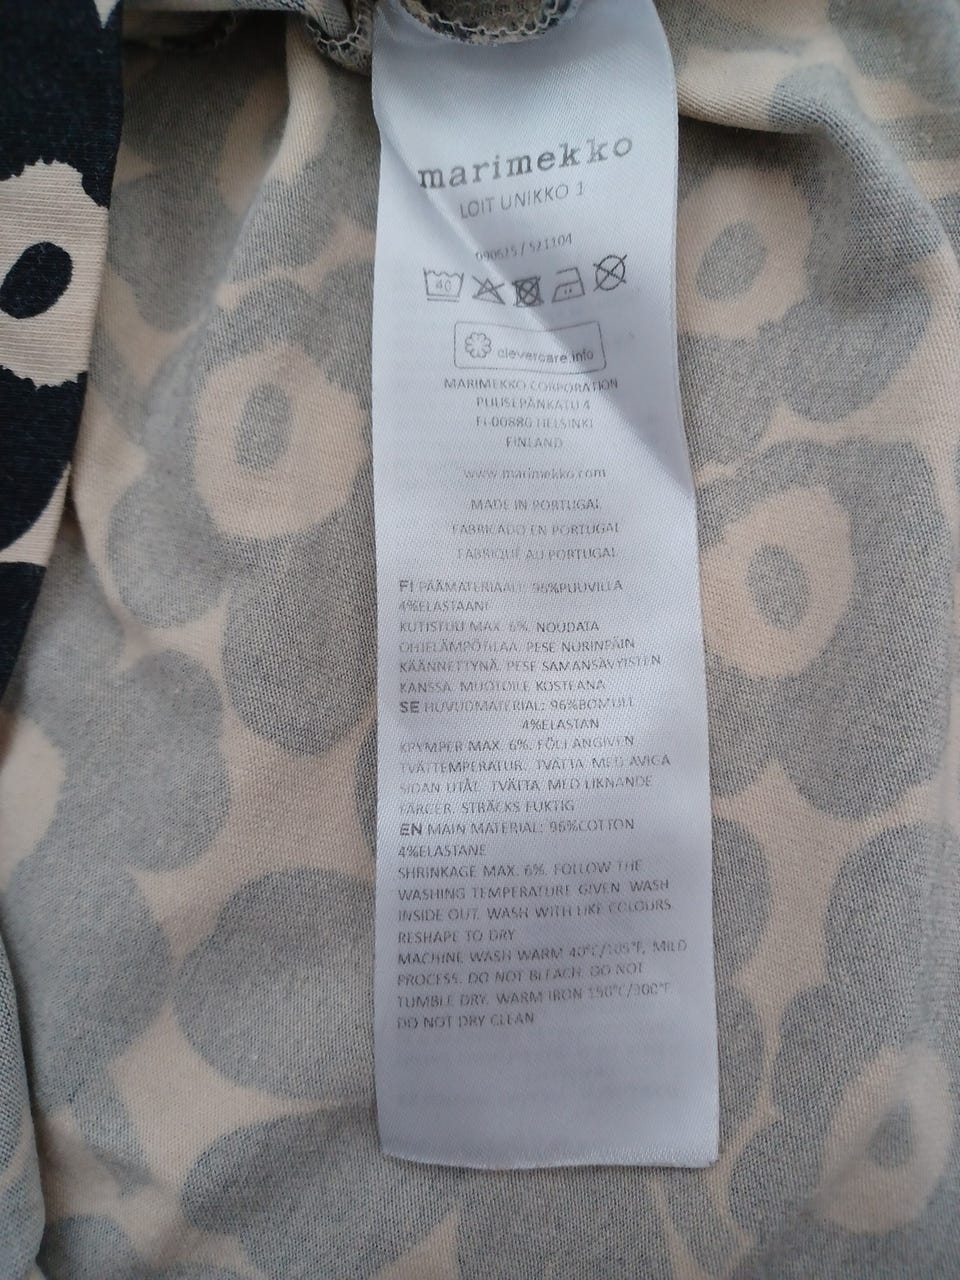 marimekko
LOIT UNIKKO 1
090625 / 521104
40
clevercare.info
MARIMEKKO CORPORATION
PUUSEPÄNKATU 4
FI-00880 HELSINKI
FINLAND
www.marimekko.com
MADE IN PORTUGAL
FABRICADO EN PORTUGAL
FABRIQUÉ AU PORTUGAL
FI PÄÄMATERIAALI: 96%PUUVILLA
4%ELASTAANI
KUTISTUU MAX. 6%. NOUDATA
OHJELÄMPÖTILAA. PESE NURINPÄIN
KÄÄNNETTYNÄ. PESE SAMANSÄVYISTEN
KANSSA. MUOTOILE KOSTEANA
SE HUVUDMATERIAL: 96%BOMULL
4%ELASTAN
KRYMPER MAX. 6%. FÖLJ ANGIVEN
TVÄTTEMPERATUR. TVÄTTA MED AVIGA
SIDAN UTÅT. TVÄTTA MED LIKNANDE
FÄRGER. STRÄCKS FUKTIG
EN MAIN MATERIAL: 96%COTTON
4%ELASTANE
SHRINKAGE MAX. 6%. FOLLOW THE
WASHING TEMPERATURE GIVEN. WASH
INSIDE OUT. WASH WITH LIKE COLOURS.
RESHAPE TO DRY
MACHINE WASH WARM 40°C/105°F, MILD
PROCESS. DO NOT BLEACH. DO NOT
TUMBLE DRY. WARM IRON 150°C/300°F.
DO NOT DRY CLEAN